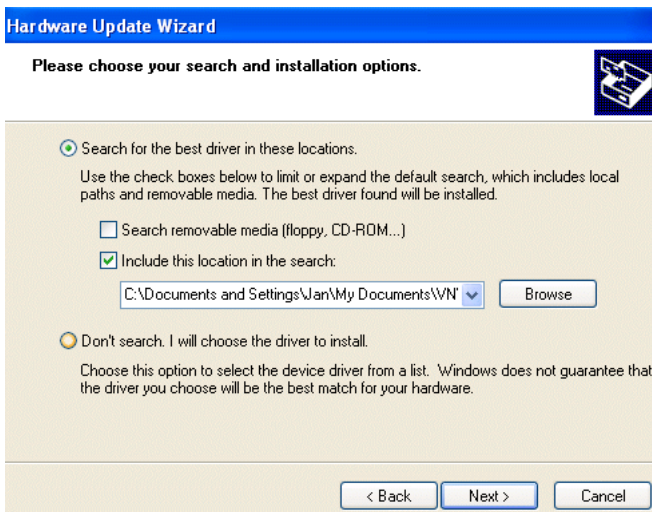 Hardware Update Wizard
Please choose your search and installation options.
Search for the best driver in these locations.
Use the check boxes below to limit or expand the default search, which includes local
paths and removable media. The best driver found will be installed.
Search removable media (floppy, CD-ROM...)
Include this location in the search:
C:\Documents and Settings\Jan\My Documents\VN
Browse
Don't search. I will choose the driver to install.
Choose this option to select the device driver from a list. Windows does not guarantee that
the driver you choose will be the best match for your hardware.
< Back
Next >
Cancel